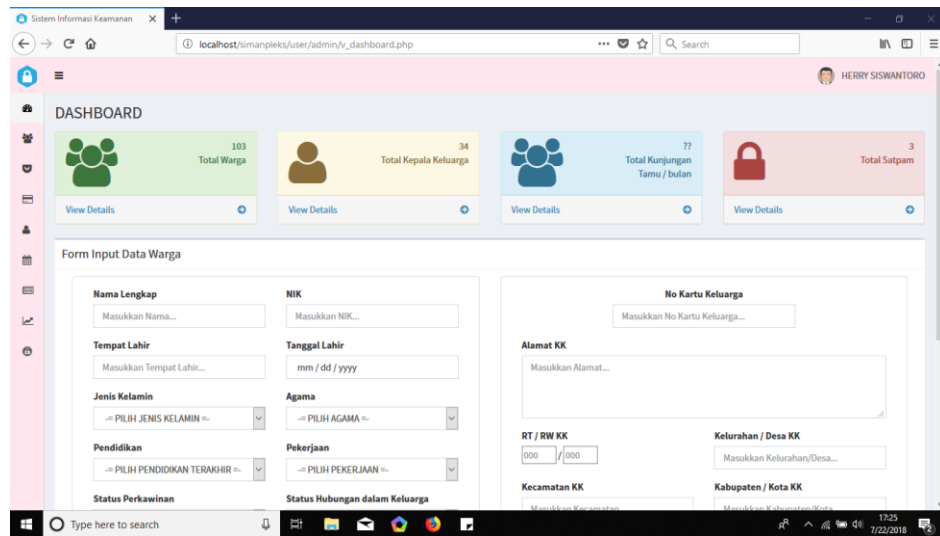 Sistem Informasi Keamanan
localhost/simanpleks/user/admin/v_dashboard.php
Search
HERRY SISWANTORO
DASHBOARD
103
Total Warga
View Details
34
Total Kepala Keluarga
View Details
??
Total Kunjungan
Tamu / bulan
View Details
3
Total Satpam
View Details
Form Input Data Warga
Nama Lengkap
Masukkan Nama...
NIK
Masukkan NIK...
Tempat Lahir
Masukkan Tempat Lahir...
Tanggal Lahir
mm / dd / yyyy
Jenis Kelamin
-= PILIH JENIS KELAMIN =-
Agama
-= PILIH AGAMA =-
Pendidikan
-= PILIH PENDIDIKAN TERAKHIR =-
Pekerjaan
-= PILIH PEKERJAAN =-
Status Perkawinan
Status Hubungan dalam Keluarga
No Kartu Keluarga
Masukkan No Kartu Keluarga...
Alamat KK
Masukkan Alamat...
RT / RW KK
000 / 000
Kelurahan / Desa KK
Masukkan Kelurahan/Desa...
Kecamatan KK
Masukkan Kecamatan
Kabupaten / Kota KK
Masukkan Kabupaten/Kota
Type here to search
17:25
7/22/2018